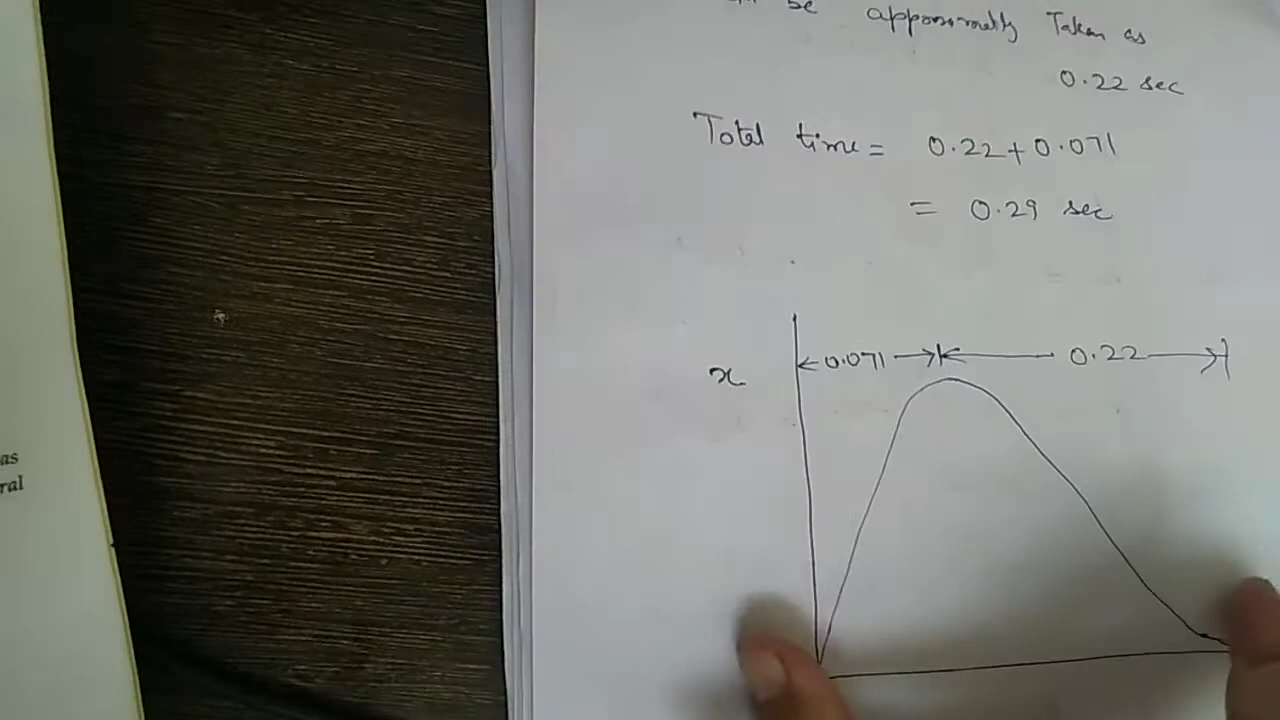 be approximately Taken as
0.22 sec
Total time = 0.22 + 0.071
= 0.29 sec
0.071 0.22
x
as
ral